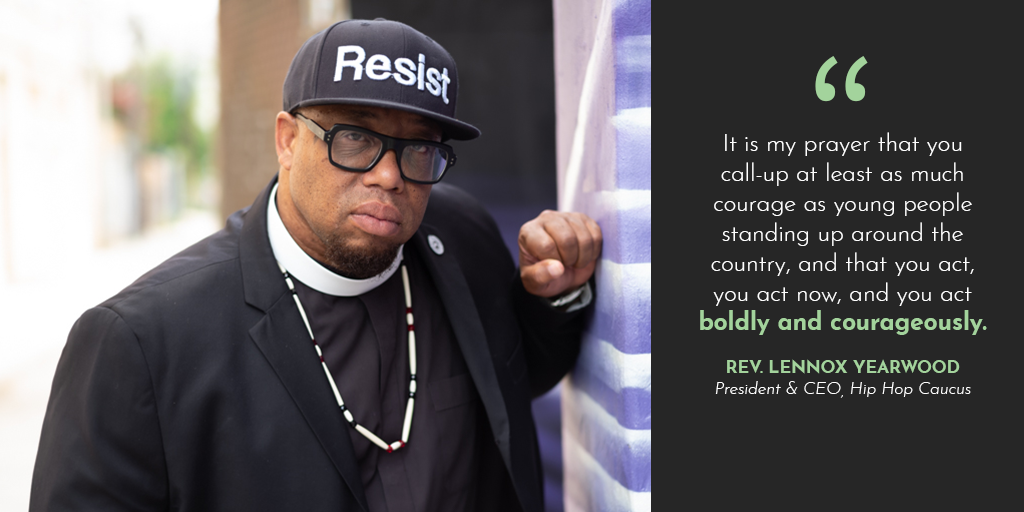 Resist
“
It is my prayer that you
call-up at least as much
courage as young people
standing up around the
country, and that you act,
you act now, and you act
boldly and courageously.
REV. LENNOX YEARWOOD
President & CEO, Hip Hop Caucus